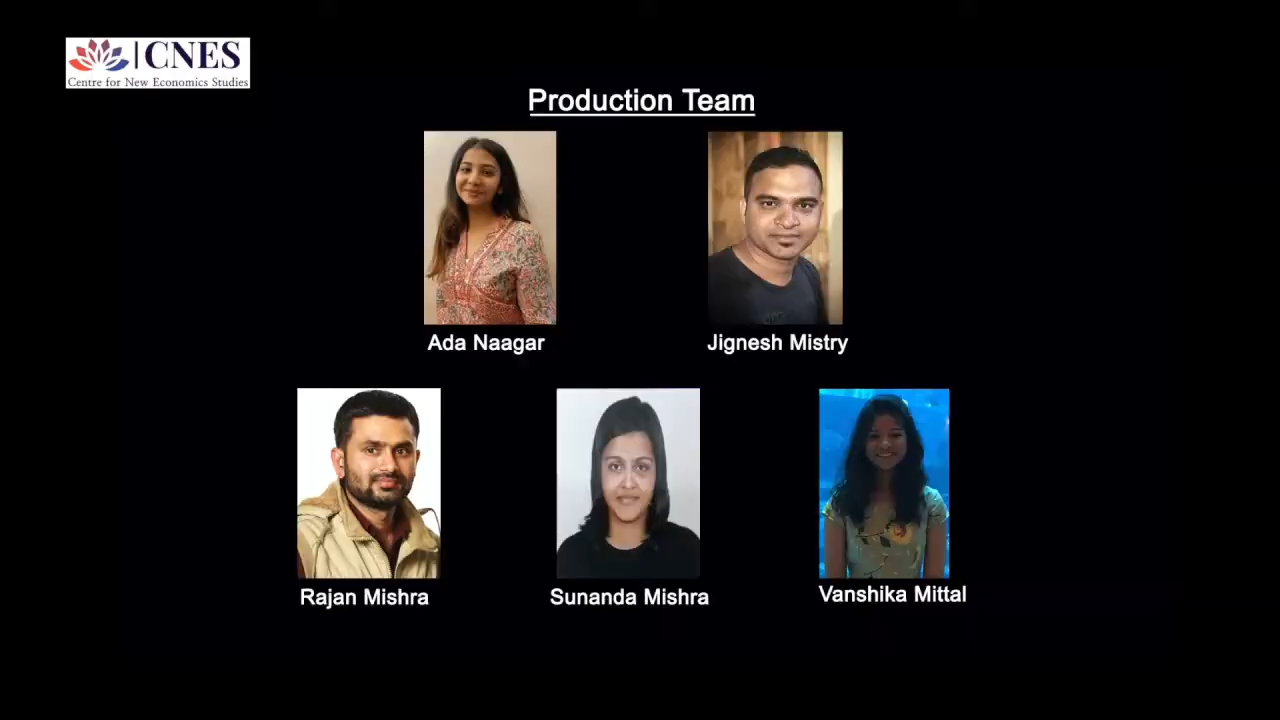 CNES
Centre for New Economics Studies
Production Team
Ada Naagar
Jignesh Mistry
Rajan Mishra
Sunanda Mishra
Vanshika Mittal